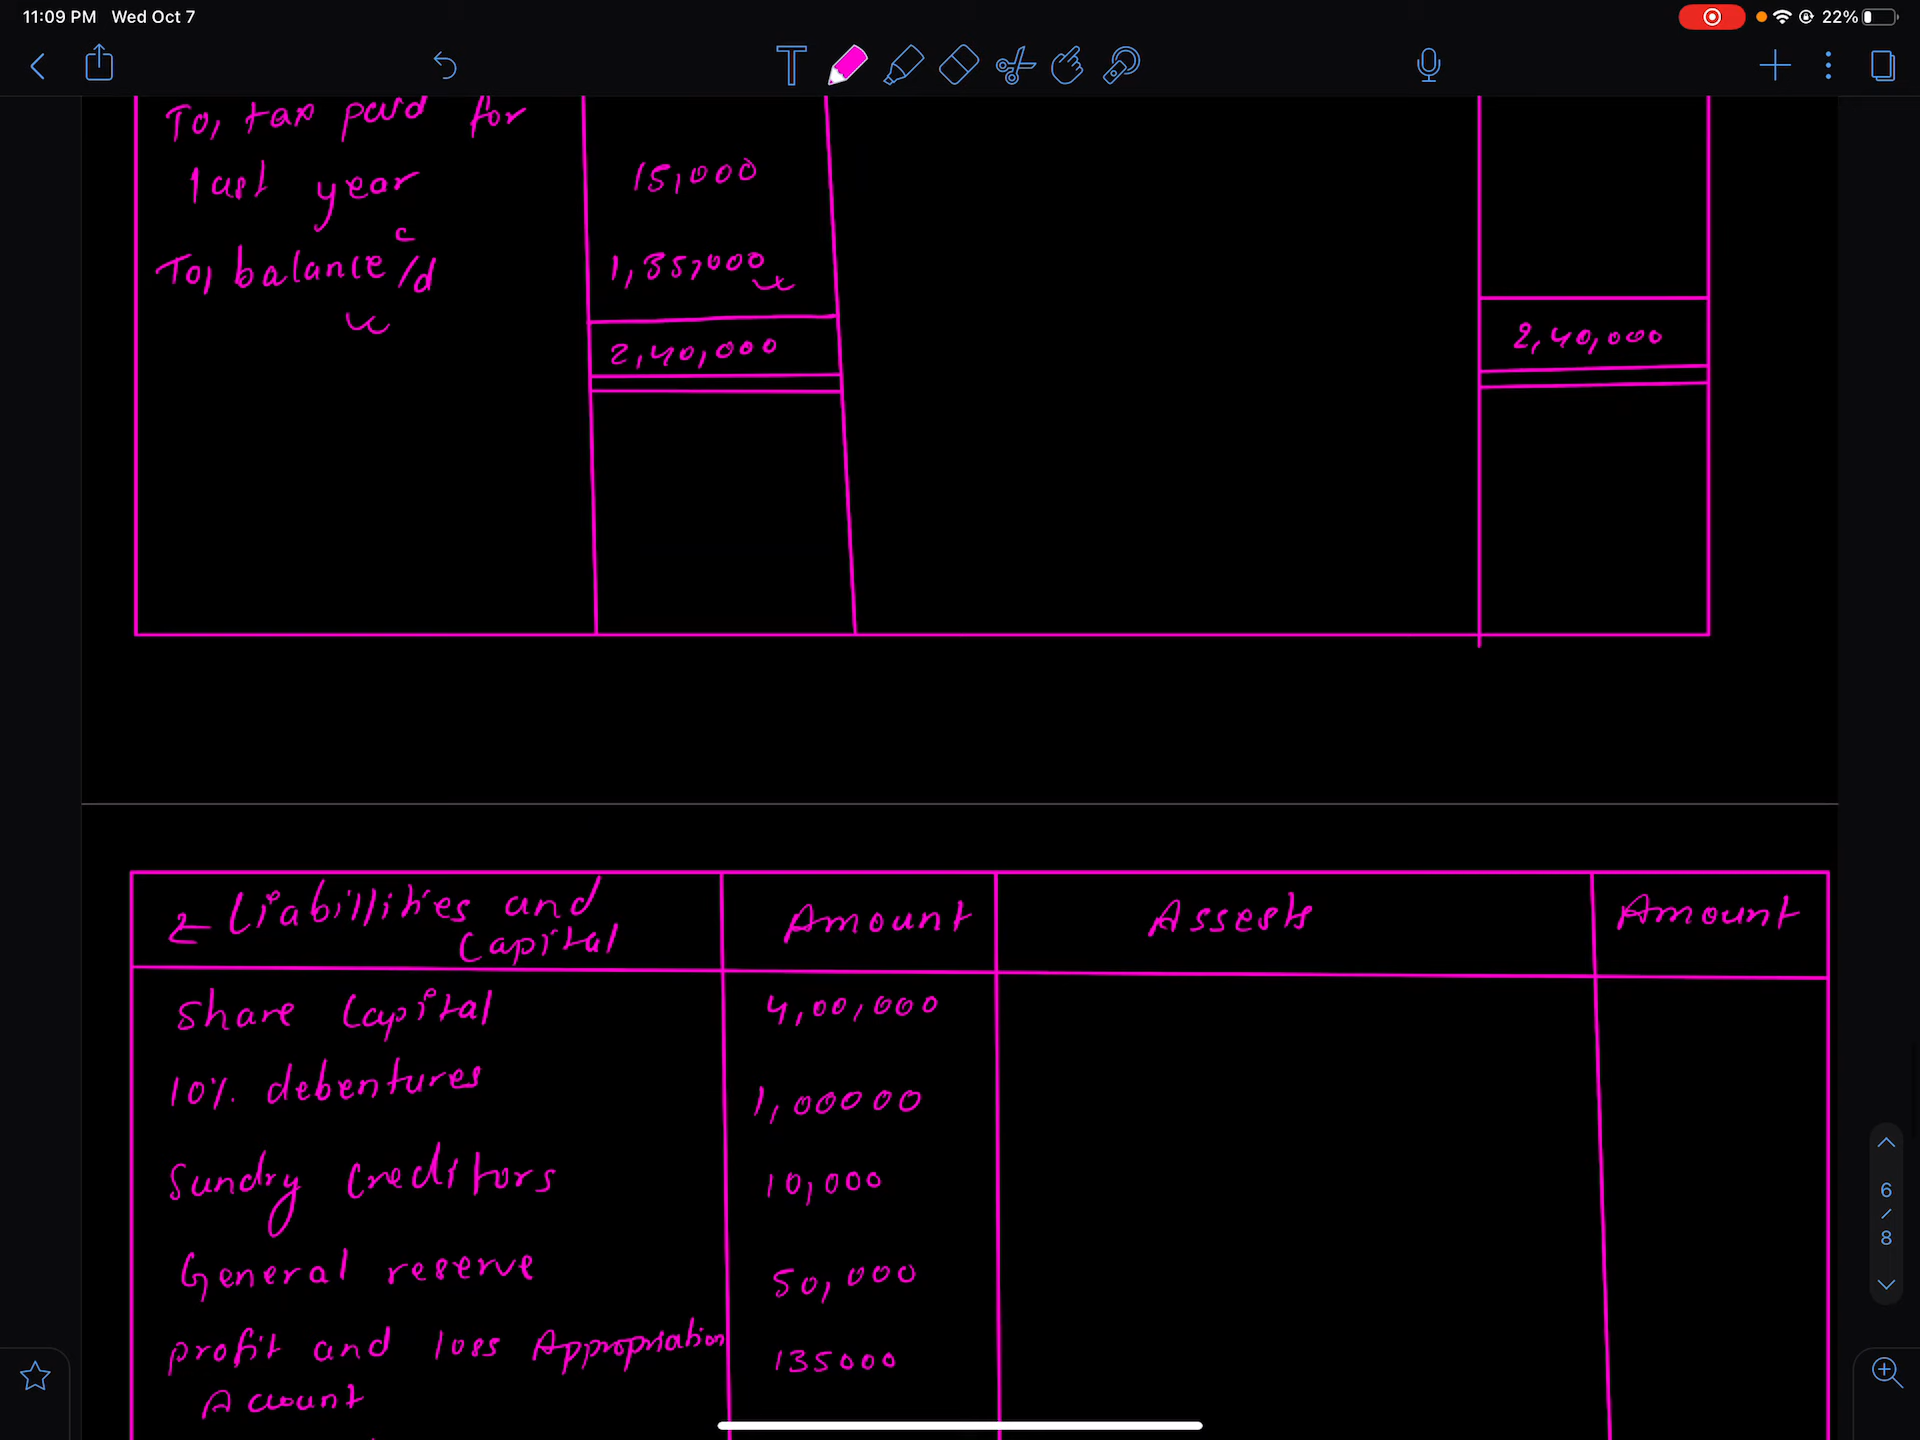 11:09 PM Wed Oct 7
22%
To, tax paid for
last year 15,000
c
To, balance /d 1,35,000
2,40,000 2,40,000
Liabillities and
Capital Amount Assests Amount
Share Capital 4,00,000
10% debentures 1,00000
Sundry Creditors 10,000
General reserve 50,000
profit and loss Appropriation 135000
Account
6
/
8